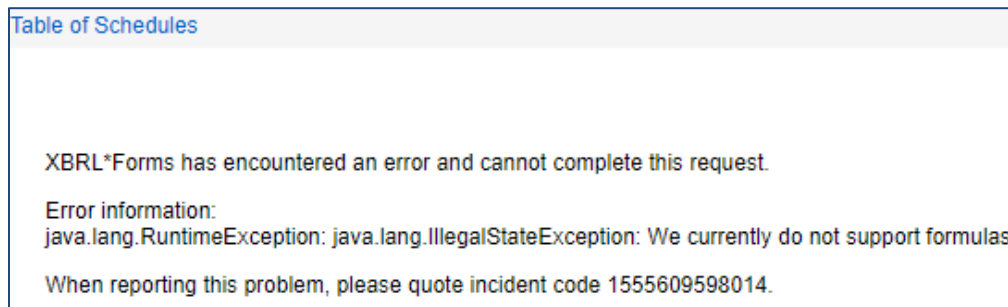 Table of Schedules
XBRL*Forms has encountered an error and cannot complete this request.
Error information:
java.lang.RuntimeException: java.lang.IllegalStateException: We currently do not support formulas
When reporting this problem, please quote incident code 1555609598014.